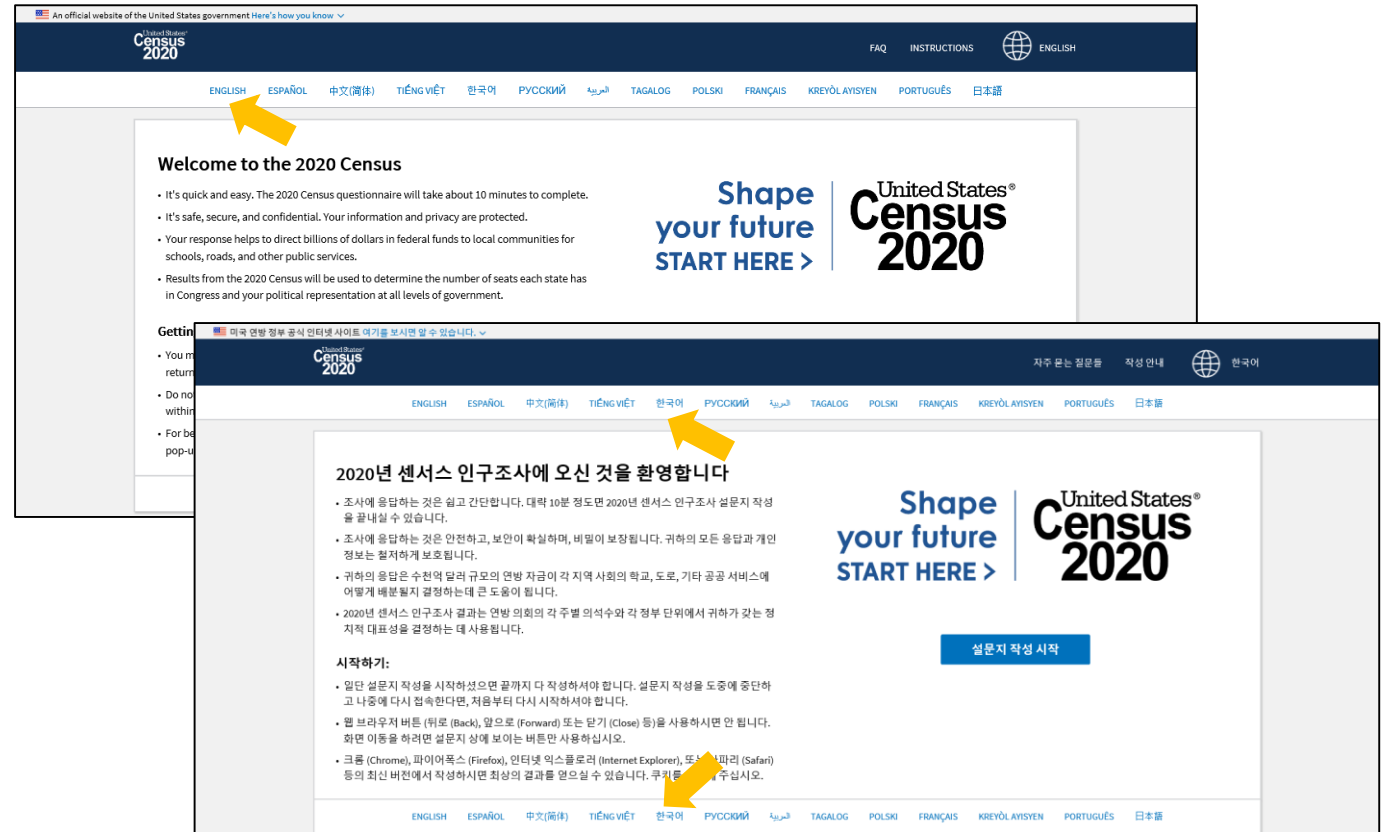 An official website of the United States government Here's how you know
United States®
Census
2020
FAQ INSTRUCTIONS ENGLISH
ENGLISH ESPAÑOL 中文(简体) TIẾNG VIỆT 한국어 РУССКИЙ العربية TAGALOG POLSKI FRANÇAIS KREYÒL AYISYEN PORTUGUÊS 日本語
Welcome to the 2020 Census
• It's quick and easy. The 2020 Census questionnaire will take about 10 minutes to complete.
• It's safe, secure, and confidential. Your information and privacy are protected.
• Your response helps to direct billions of dollars in federal funds to local communities for
schools, roads, and other public services.
• Results from the 2020 Census will be used to determine the number of seats each state has
in Congress and your political representation at all levels of government.
Shape
your future
START HERE >
United States®
Census
2020
미국 연방 정부 공식 인터넷 사이트 여기를 보시면 알 수 있습니다.
United States®
Census
2020
자주 묻는 질문들 작성 안내 한국어
ENGLISH ESPAÑOL 中文(简体) TIẾNG VIỆT 한국어 РУССКИЙ العربية TAGALOG POLSKI FRANÇAIS KREYÒL AYISYEN PORTUGUÊS 日本語
2020년 센서스 인구조사에 오신 것을 환영합니다
• 조사에 응답하는 것은 쉽고 간단합니다. 대략 10분 정도면 2020년 센서스 인구조사 설문지 작성
을 끝내실 수 있습니다.
• 조사에 응답하는 것은 안전하고, 보안이 확실하며, 비밀이 보장됩니다. 귀하의 모든 응답과 개인
정보는 철저하게 보호됩니다.
• 귀하의 응답은 수천억 달러 규모의 연방 자금이 각 지역 사회의 학교, 도로, 기타 공공 서비스에
어떻게 배분될지 결정하는데 큰 도움이 됩니다.
• 2020년 센서스 인구조사 결과는 연방 의회의 각 주별 의석수와 각 정부 단위에서 귀하가 갖는 정
치적 대표성을 결정하는 데 사용됩니다.
시작하기:
• 일단 설문지 작성을 시작하셨으면 끝까지 다 작성하셔야 합니다. 설문지 작성을 도중에 중단하
고 나중에 다시 접속한다면, 처음부터 다시 시작하셔야 합니다.
• 웹 브라우저 버튼 (뒤로 (Back), 앞으로 (Forward) 또는 닫기 (Close) 등)을 사용하시면 안 됩니다.
화면 이동을 하려면 설문지 상에 보이는 버튼만 사용하십시오.
• 크롬 (Chrome), 파이어폭스 (Firefox), 인터넷 익스플로러 (Internet Explorer), (Safari)
등의 최신 버전에서 작성하시면 최상의 결과를 얻으실 수 있습니다. 주십시오.
Shape
your future
START HERE >
United States®
Census
2020
설문지 작성 시작
ENGLISH ESPAÑOL 中文(简体) TIẾNG VIỆT 한국어 РУССКИЙ العربية TAGALOG POLSKI FRANÇAIS KREYÒL AYISYEN PORTUGUÊS 日本語